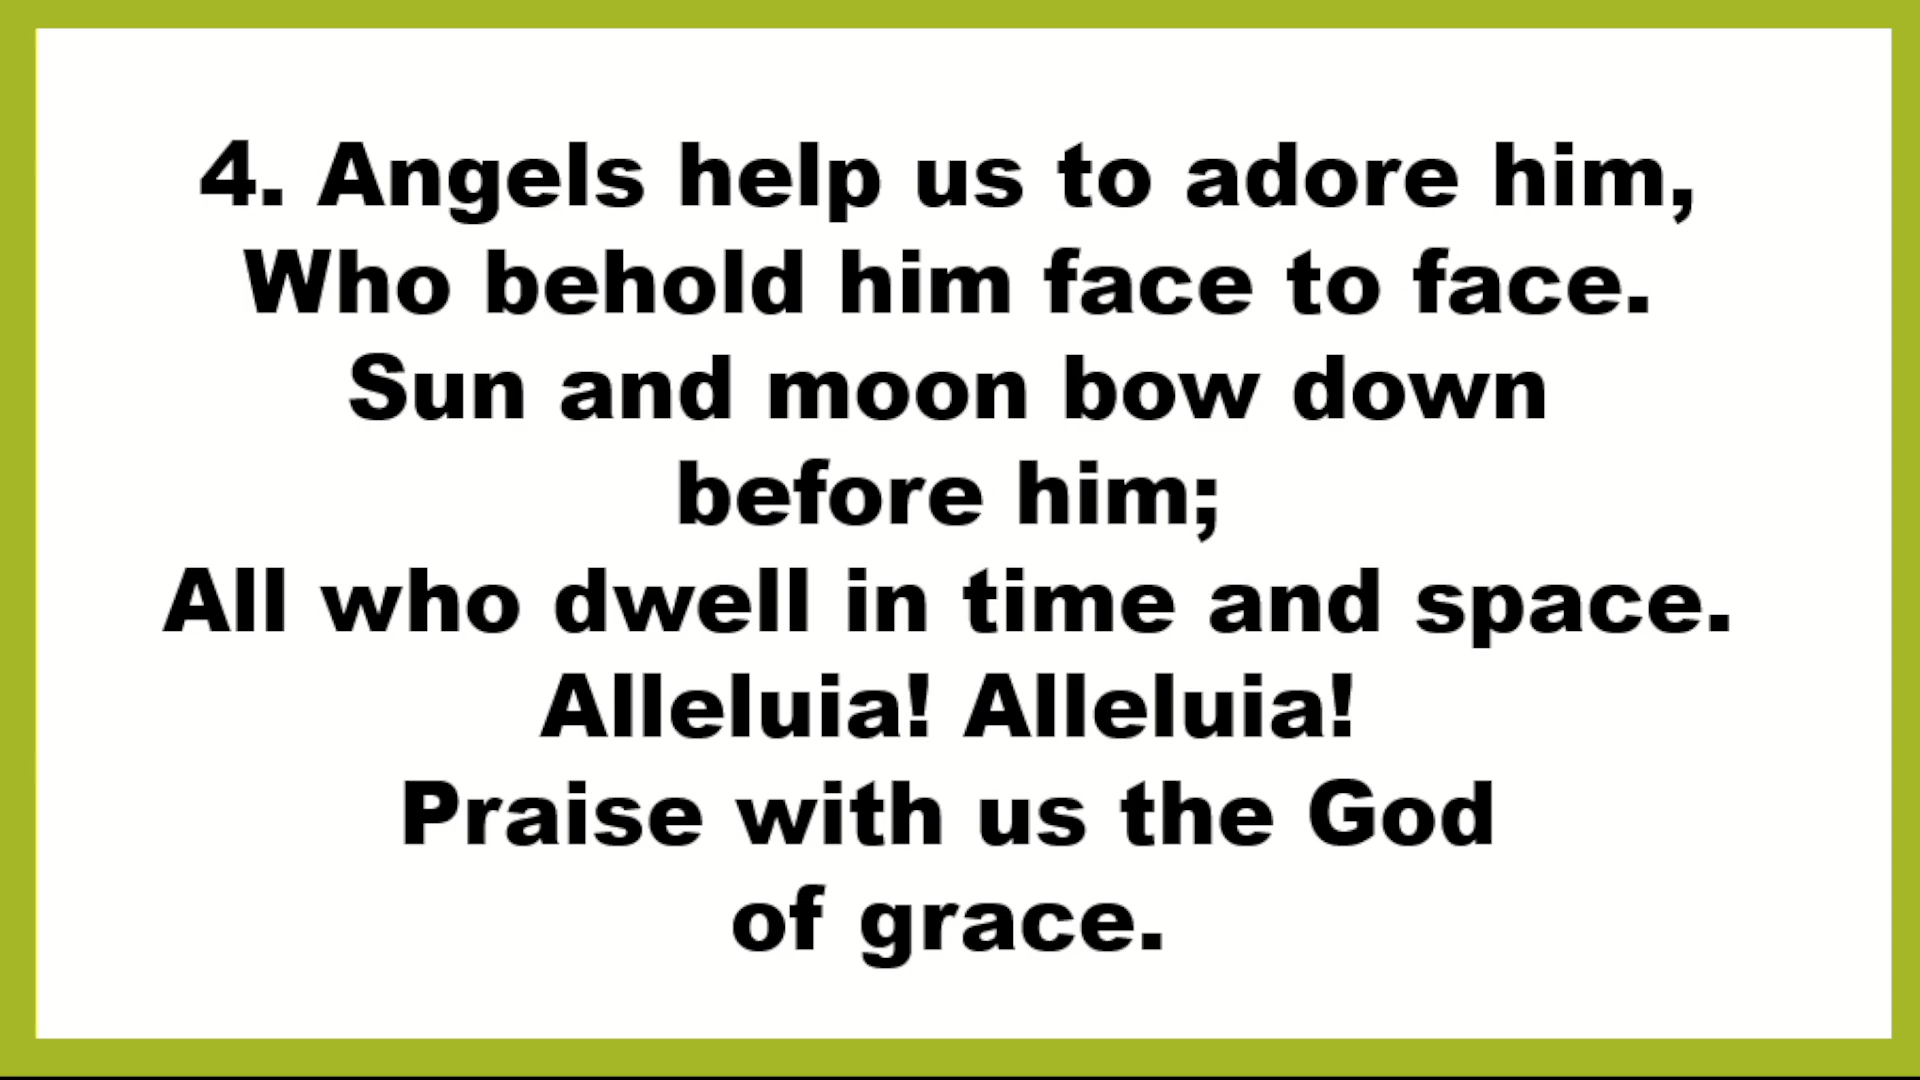 4. Angels help us to adore him,
Who behold him face to face.
Sun and moon bow down
before him;
All who dwell in time and space.
Alleluia! Alleluia!
Praise with us the God
of grace.